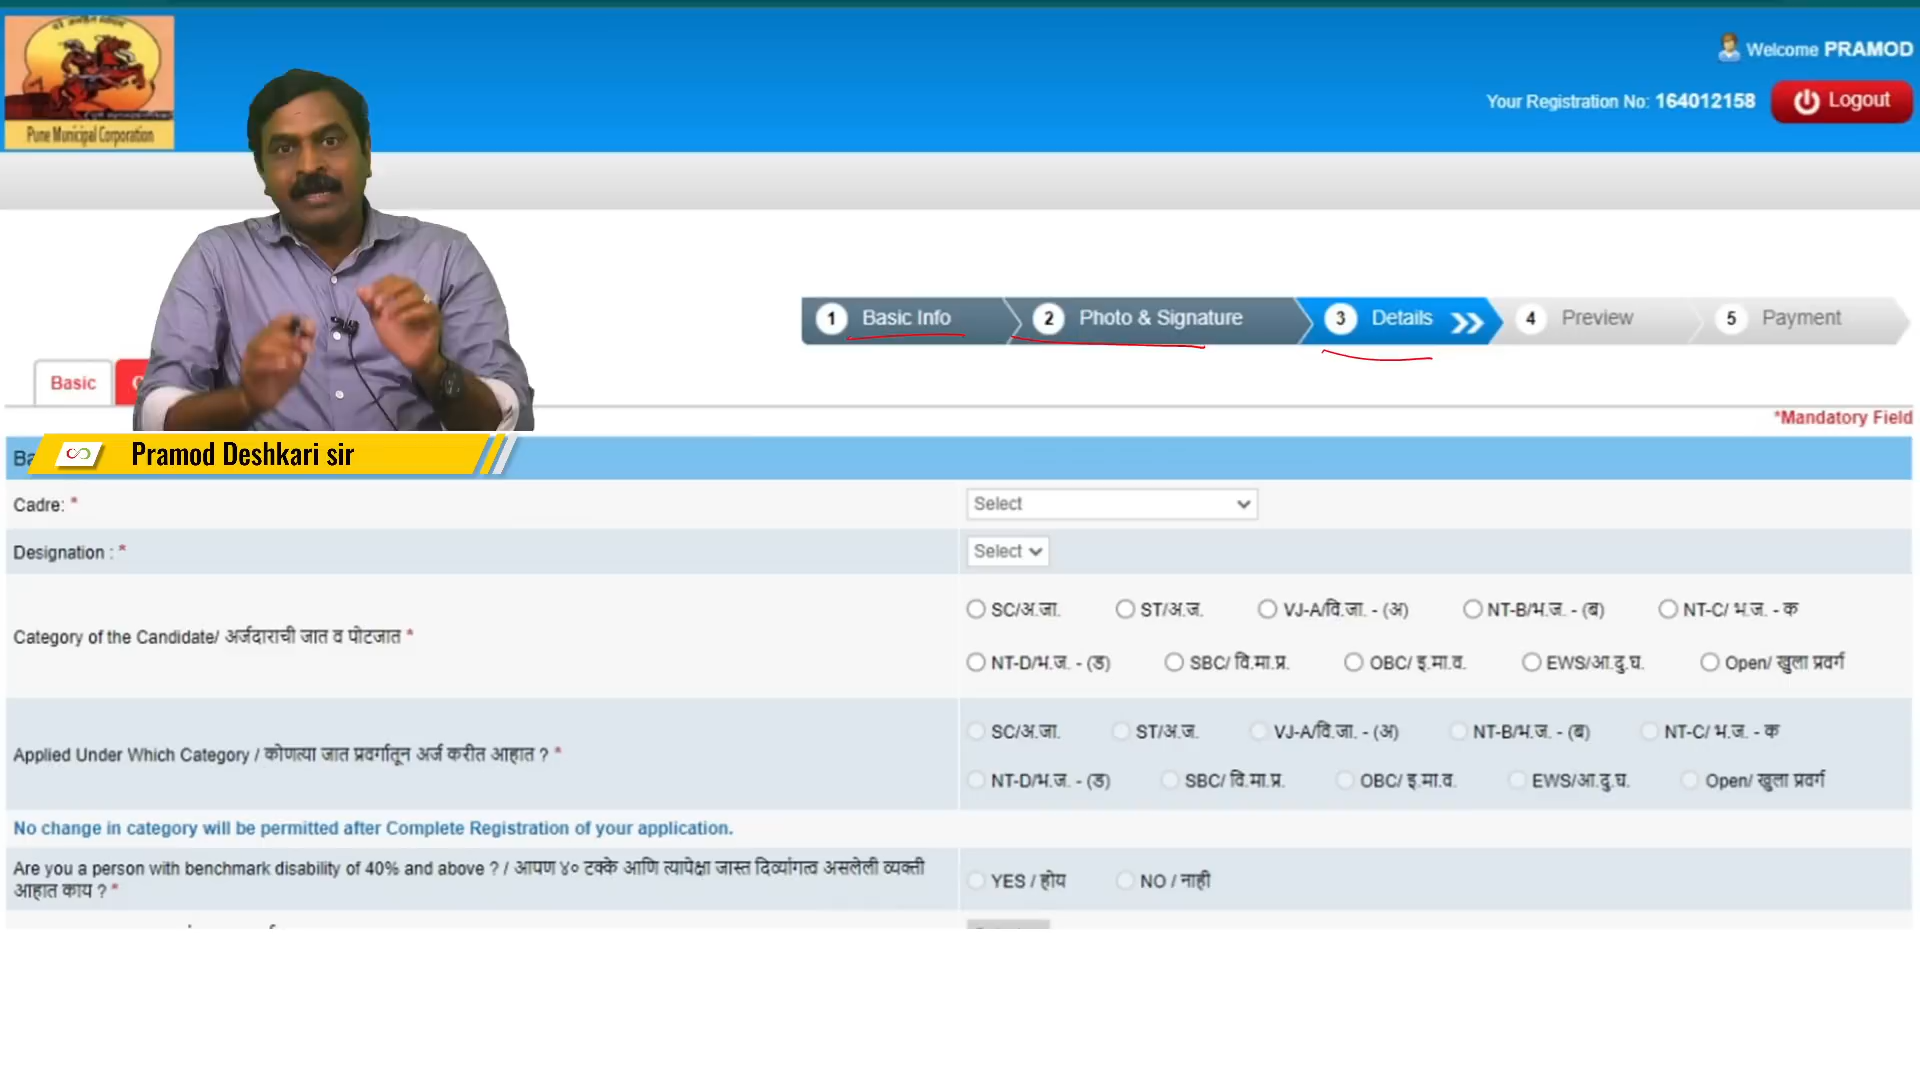 Pune Municipal Corporation
Welcome PRAMOD
Your Registration No: 164012158
Logout
1 Basic Info
2 Photo & Signature
3 Details
4 Preview
5 Payment
Basic
*Mandatory Field
Pramod Deshkari sir
Cadre: *
Select
Designation : *
Select
Category of the Candidate/ अर्जदाराची जात व पोटजात *
SC/अ.जा. ST/अ.ज. VJ-A/वि.जा. - (अ) NT-B/भ.ज. - (ब) NT-C/ भ.ज. - क
NT-D/भ.ज. - (ड) SBC/ वि.मा.प्र. OBC/ इ.मा.व. EWS/आ.दु.घ. Open/ खुला प्रवर्ग
Applied Under Which Category / कोणत्या जात प्रवर्गातून अर्ज करीत आहात ? *
SC/अ.जा. ST/अ.ज. VJ-A/वि.जा. - (अ) NT-B/भ.ज. - (ब) NT-C/ भ.ज. - क
NT-D/भ.ज. - (ड) SBC/ वि.मा.प्र. OBC/ इ.मा.व. EWS/आ.दु.घ. Open/ खुला प्रवर्ग
No change in category will be permitted after Complete Registration of your application.
Are you a person with benchmark disability of 40% and above ? / आपण ४० टक्के आणि त्यापेक्षा जास्त दिव्यांगत्व असलेली व्यक्ती
आहात काय ? *
YES / होय NO / नाही